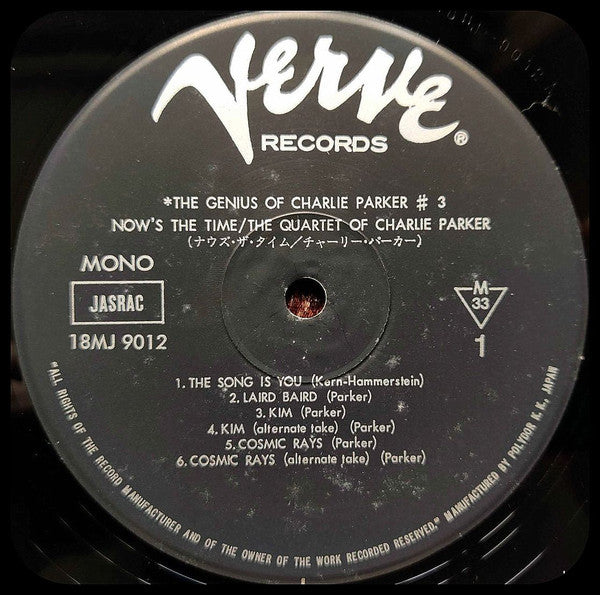 Verve
®
RECORDS
*THE GENIUS OF CHARLIE PARKER # 3
NOW'S THE TIME/THE QUARTET OF CHARLIE PARKER
(ナウズ・ザ・タイム/チャーリー・パーカー)
MONO
JASRAC
18MJ 9012
M
33
1
1. THE SONG IS YOU (Kern-Hammerstein)
2. LAIRD BAIRD (Parker)
3. KIM (Parker)
4. KIM (alternate take) (Parker)
5. COSMIC RAYS (Parker)
6. COSMIC RAYS (alternate take) (Parker)
"ALL RIGHTS OF THE RECORD MANUFACTURER AND OF THE OWNER OF THE WORK RECORDED RESERVED." MANUFACTURED BY POLYDOR K. K. JAPAN